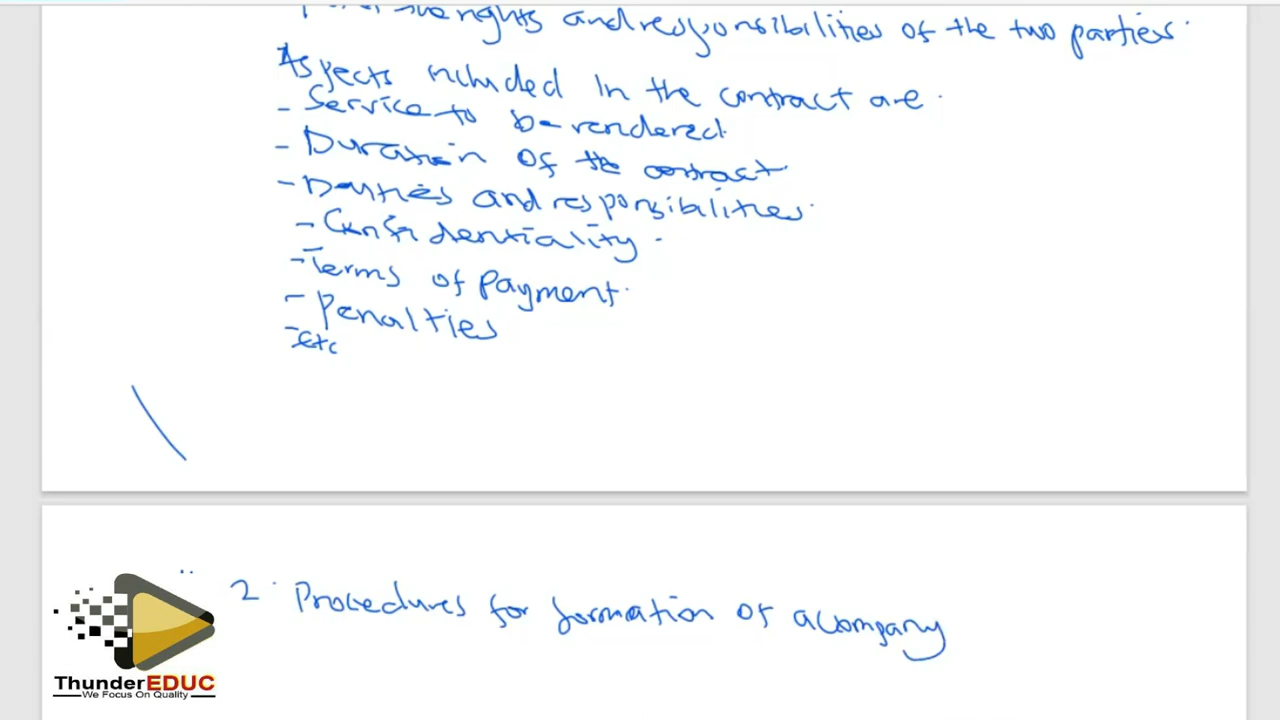 rights and responsibilities of the two parties.
Aspects included in the contract are.
- Service to be rendered
- Duration of the contract
- Duties and responsibilities.
- Confidentiality.
- Terms of payment.
- Penalties
- etc
2. Procedures for formation of a company
ThunderEDUC
We Focus On Quality